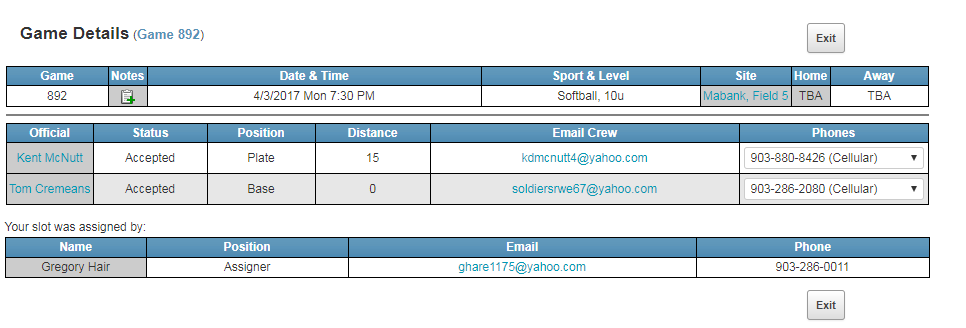 Game Details (Game 892)
Exit
Game Notes Date & Time Sport & Level Site Home Away
892 4/3/2017 Mon 7:30 PM Softball, 10u Mabank, Field 5 TBA TBA
Official Status Position Distance Email Crew Phones
Kent McNutt Accepted Plate 15 kdmcnutt4@yahoo.com 903-880-8426 (Cellular)
Tom Cremeans Accepted Base 0 soldiersrwe67@yahoo.com 903-286-2080 (Cellular)
Your slot was assigned by:
Name Position Email Phone
Gregory Hair Assigner ghare1175@yahoo.com 903-286-0011
Exit